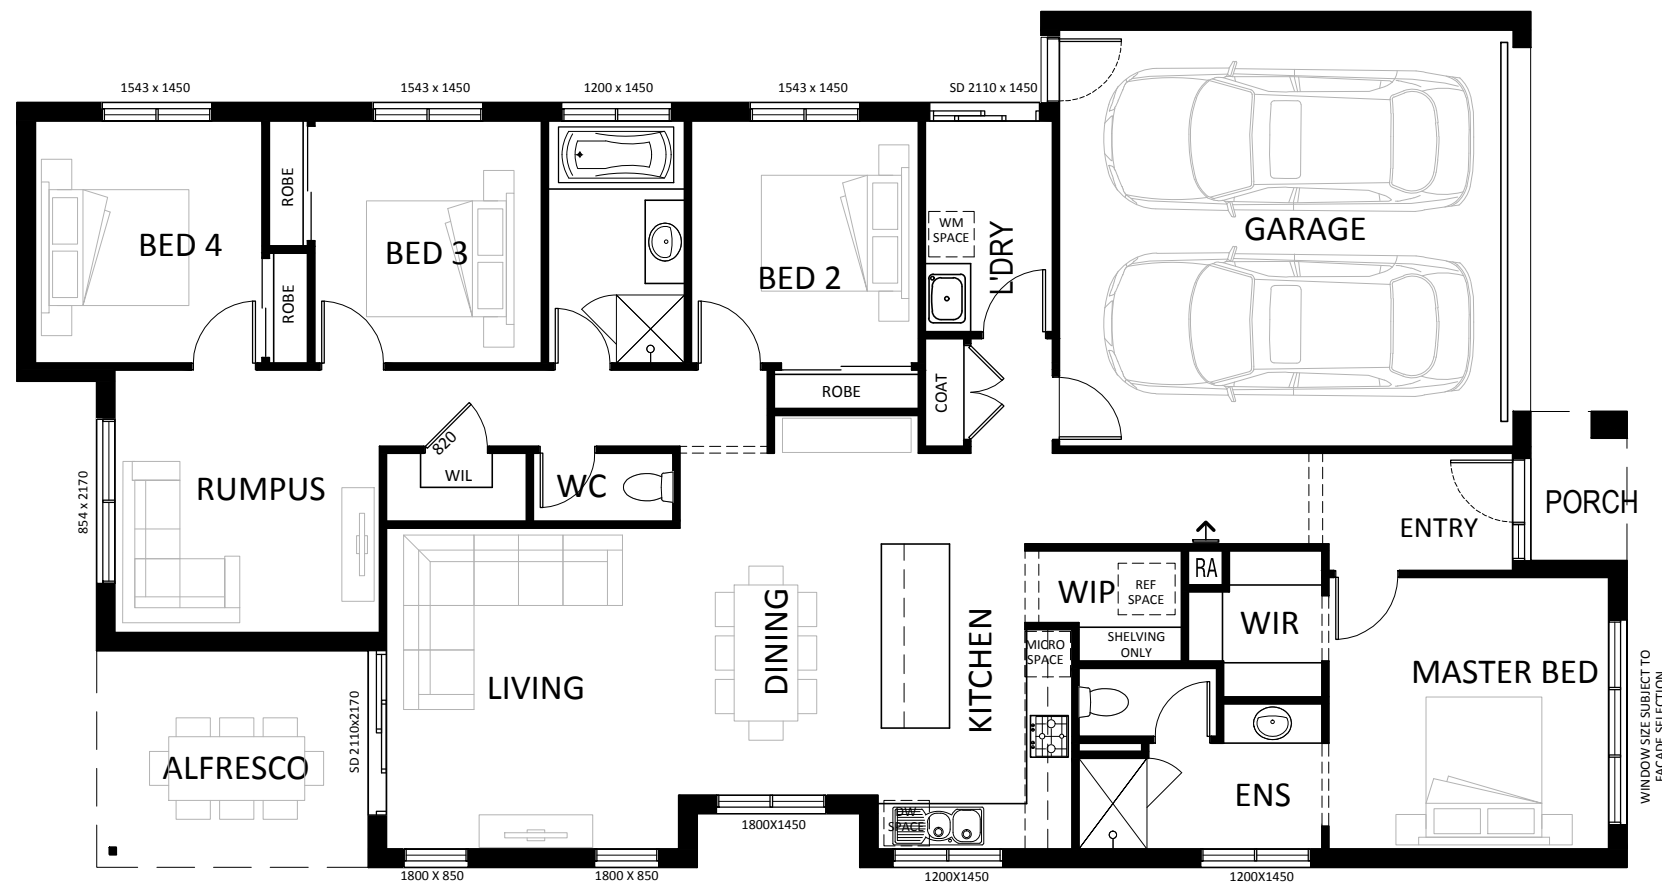 1543 x 1450
1543 x 1450
1200 x 1450
1543 x 1450
SD 2110 x 1450
BED 4
ROBE
ROBE
BED 3
BED 2
WM
SPACE
L'DRY
GARAGE
ROBE
COAT
854 x 2170
RUMPUS
820
WIL
WC
ENTRY
PORCH
RA
WIP
REF
SPACE
SHELVING
ONLY
WIR
MICRO
SPACE
MASTER BED
WINDOW SIZE SUBJECT TO
FACADE SELECTION
LIVING
DINING
KITCHEN
SD 2110x2170
ALFRESCO
ENS
DW
SPACE
1800X1450
1800 X 850
1800 X 850
1200X1450
1200X1450